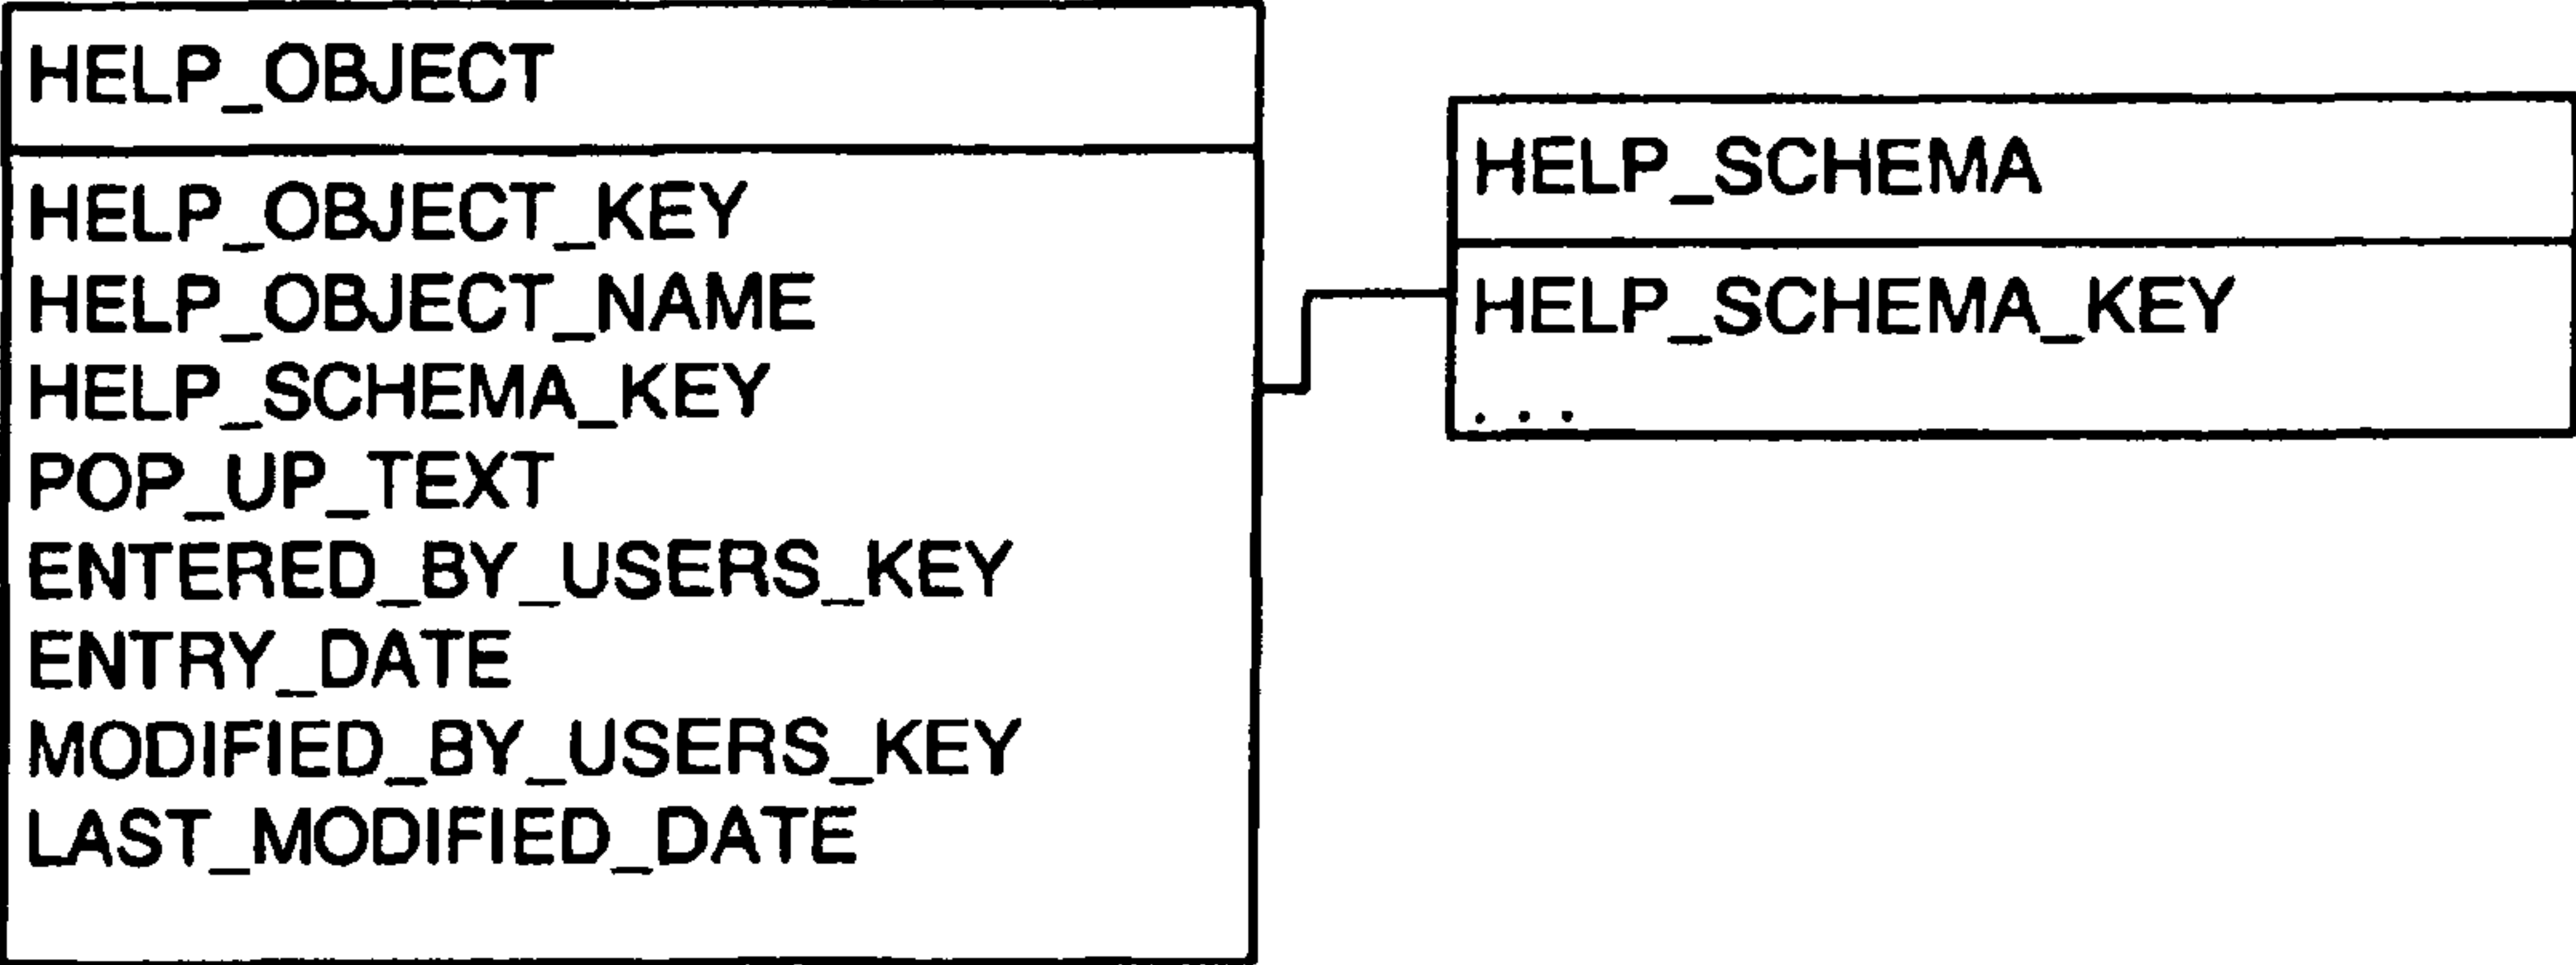 HELP_OBJECT
HELP_OBJECT_KEY
HELP_OBJECT_NAME
HELP_SCHEMA_KEY
POP_UP_TEXT
ENTERED_BY_USERS_KEY
ENTRY_DATE
MODIFIED_BY_USERS_KEY
LAST_MODIFIED_DATE
HELP_SCHEMA
HELP_SCHEMA_KEY
. . .